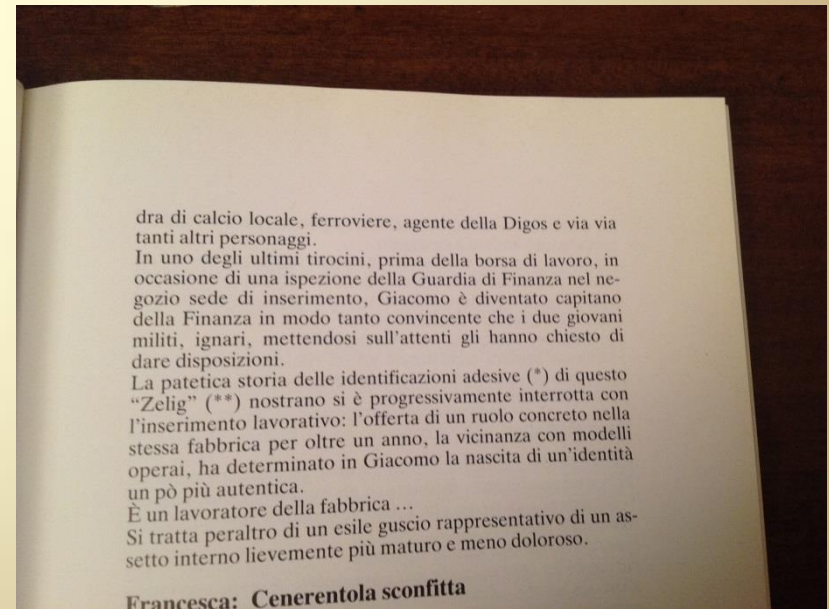 dra di calcio locale, ferroviere, agente della Digos e via via
tanti altri personaggi.
In uno degli ultimi tirocini, prima della borsa di lavoro, in
occasione di una ispezione della Guardia di Finanza nel ne-
gozio sede di inserimento, Giacomo è diventato capitano
della Finanza in modo tanto convincente che i due giovani
militi, ignari, mettendosi sull'attenti gli hanno chiesto di
dare disposizioni.
La patetica storia delle identificazioni adesive (*) di questo
“Zelig” (**) nostrano si è progressivamente interrotta con
l'inserimento lavorativo: l'offerta di un ruolo concreto nella
stessa fabbrica per oltre un anno, la vicinanza con modelli
operai, ha determinato in Giacomo la nascita di un'identità
un pò più autentica.
È un lavoratore della fabbrica ...
Si tratta peraltro di un esile guscio rappresentativo di un as-
setto interno lievemente più maturo e meno doloroso.
Francesca: Cenerentola sconfitta